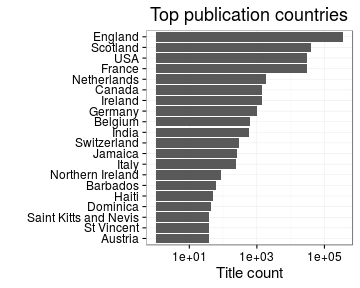 Top publication countries
England
Scotland
USA
France
Netherlands
Canada
Ireland
Germany
Belgium
India
Switzerland
Jamaica
Italy
Northern Ireland
Barbados
Haiti
Dominica
Saint Kitts and Nevis
St Vincent
Austria
1e+01 1e+03 1e+05
Title count